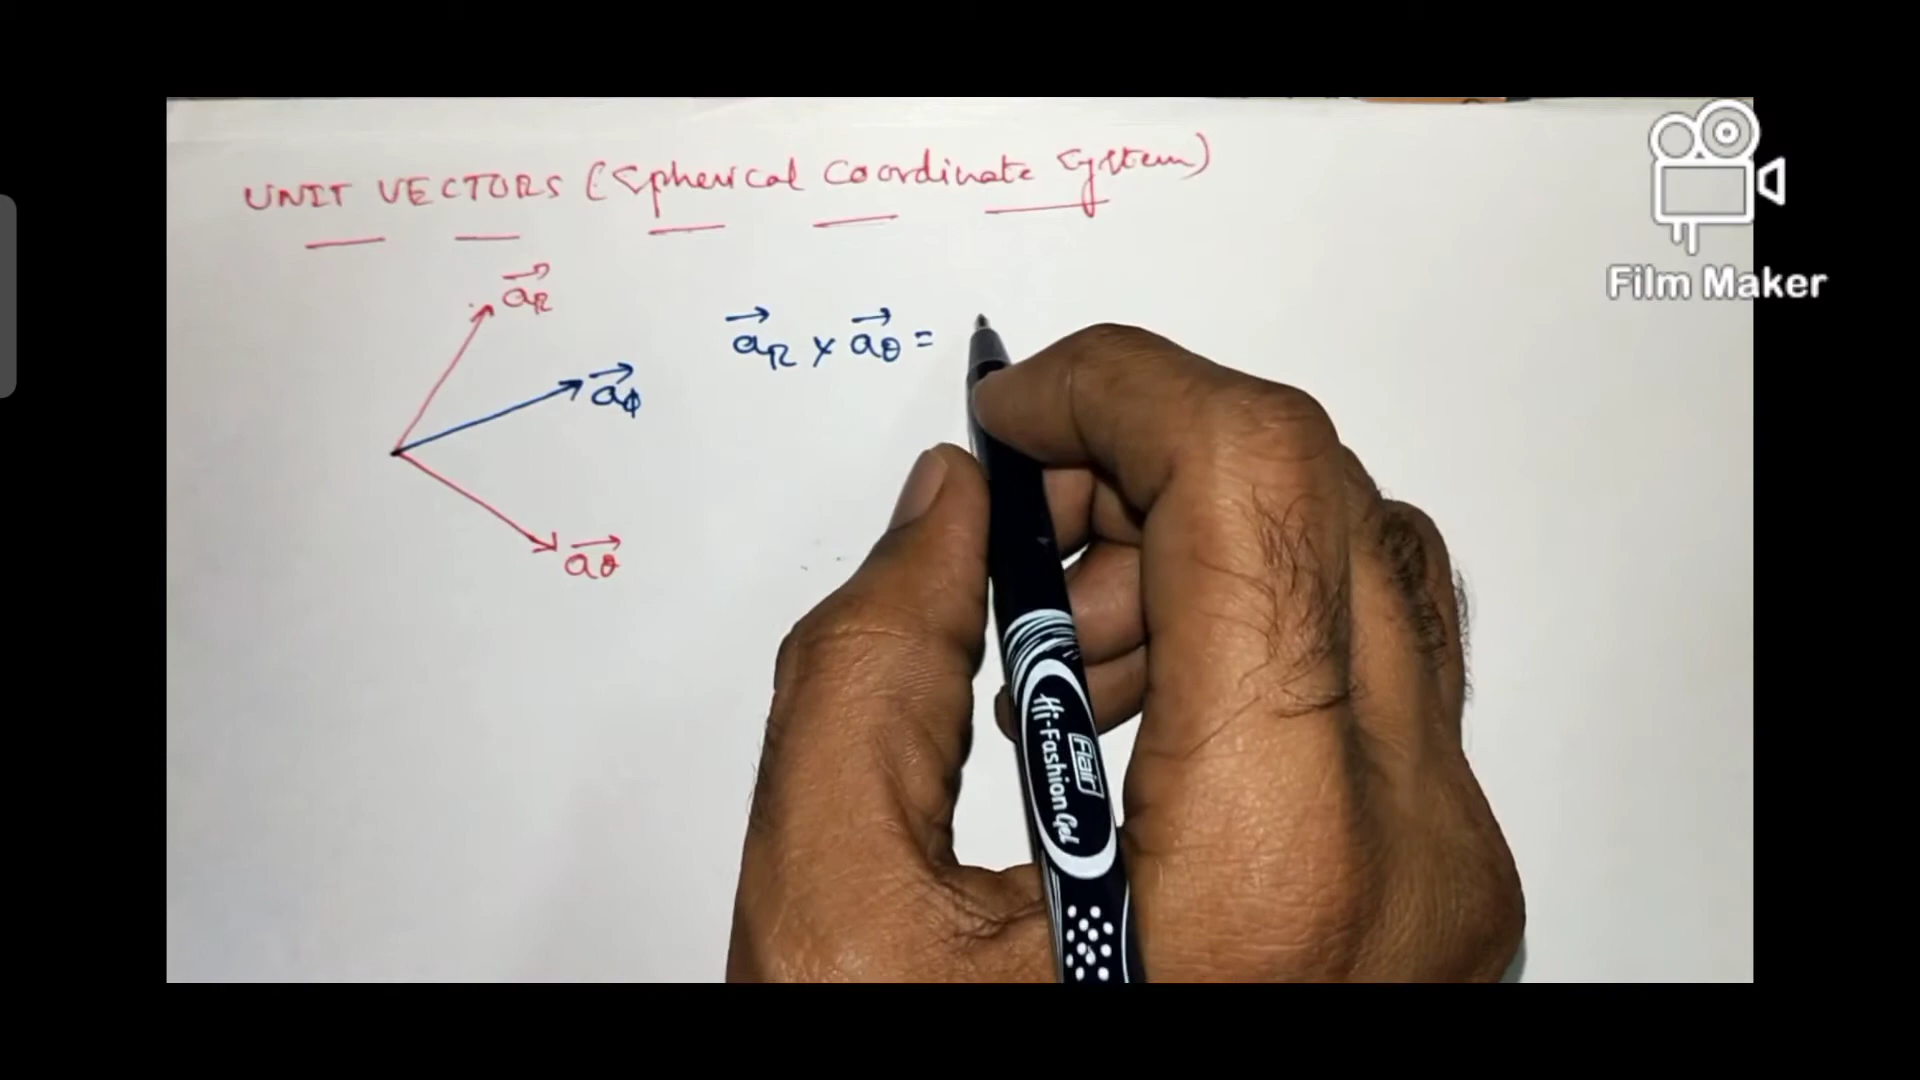 UNIT VECTORS (Spherical Coordinate System)
Film Maker
→aR
→aR × →aθ =
→aϕ
→aθ
Flair
Hi-Fashion Gel